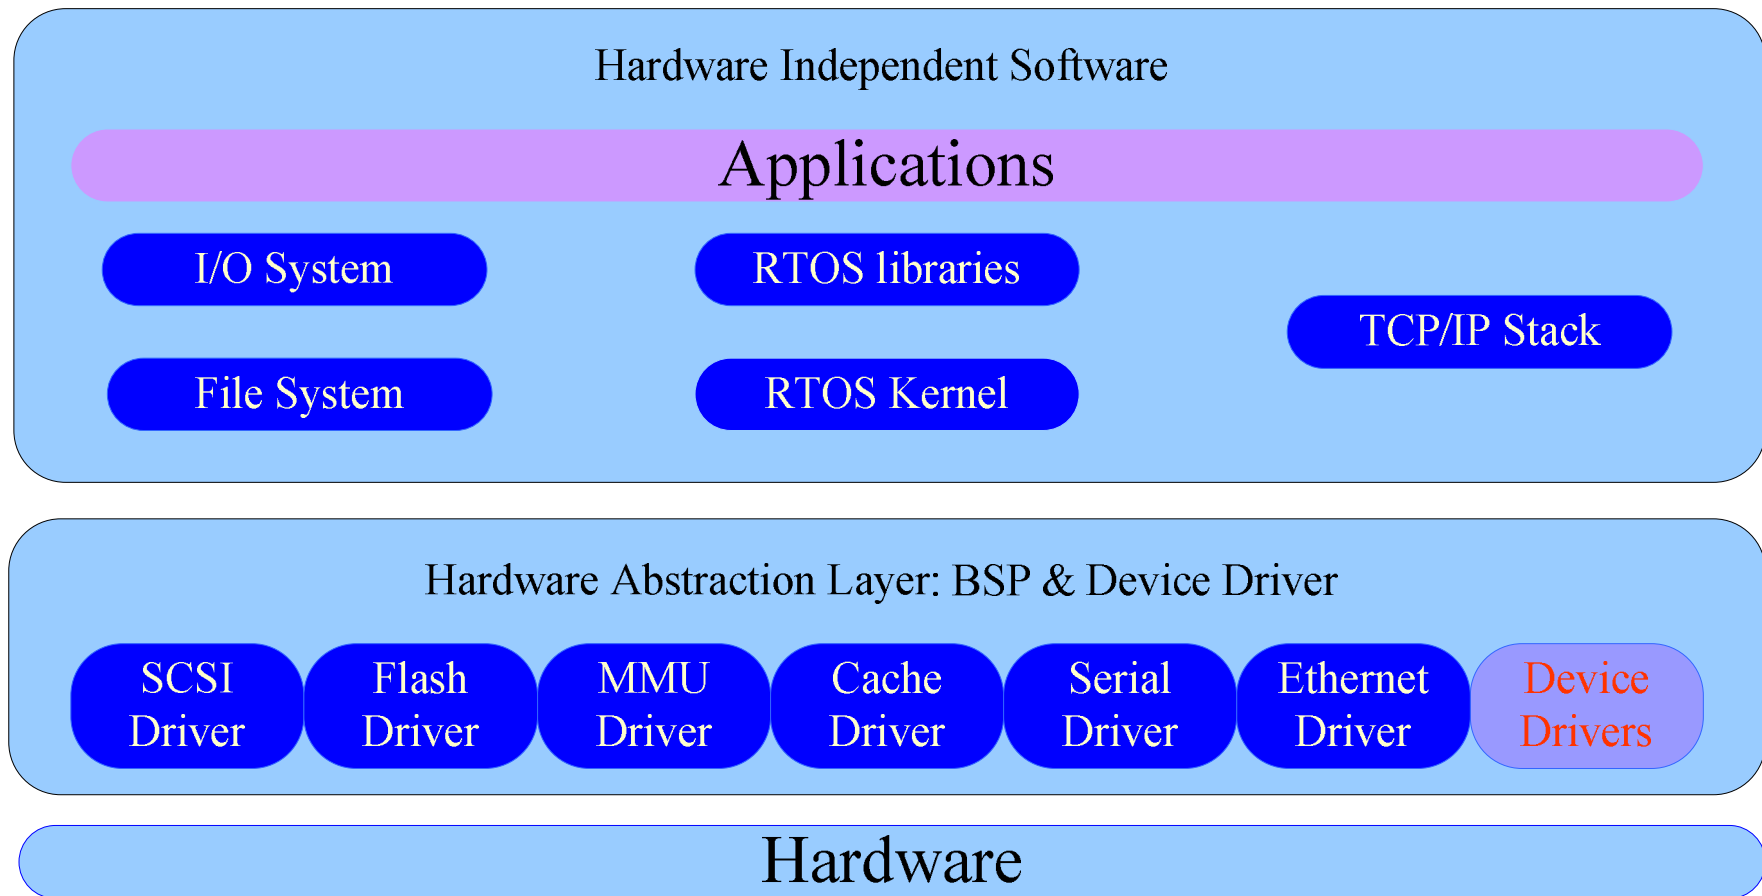 Hardware Independent Software
Applications
I/O System
RTOS libraries
TCP/IP Stack
File System
RTOS Kernel
Hardware Abstraction Layer: BSP & Device Driver
SCSI
Driver
Flash
Driver
MMU
Driver
Cache
Driver
Serial
Driver
Ethernet
Driver
Device
Drivers
Hardware